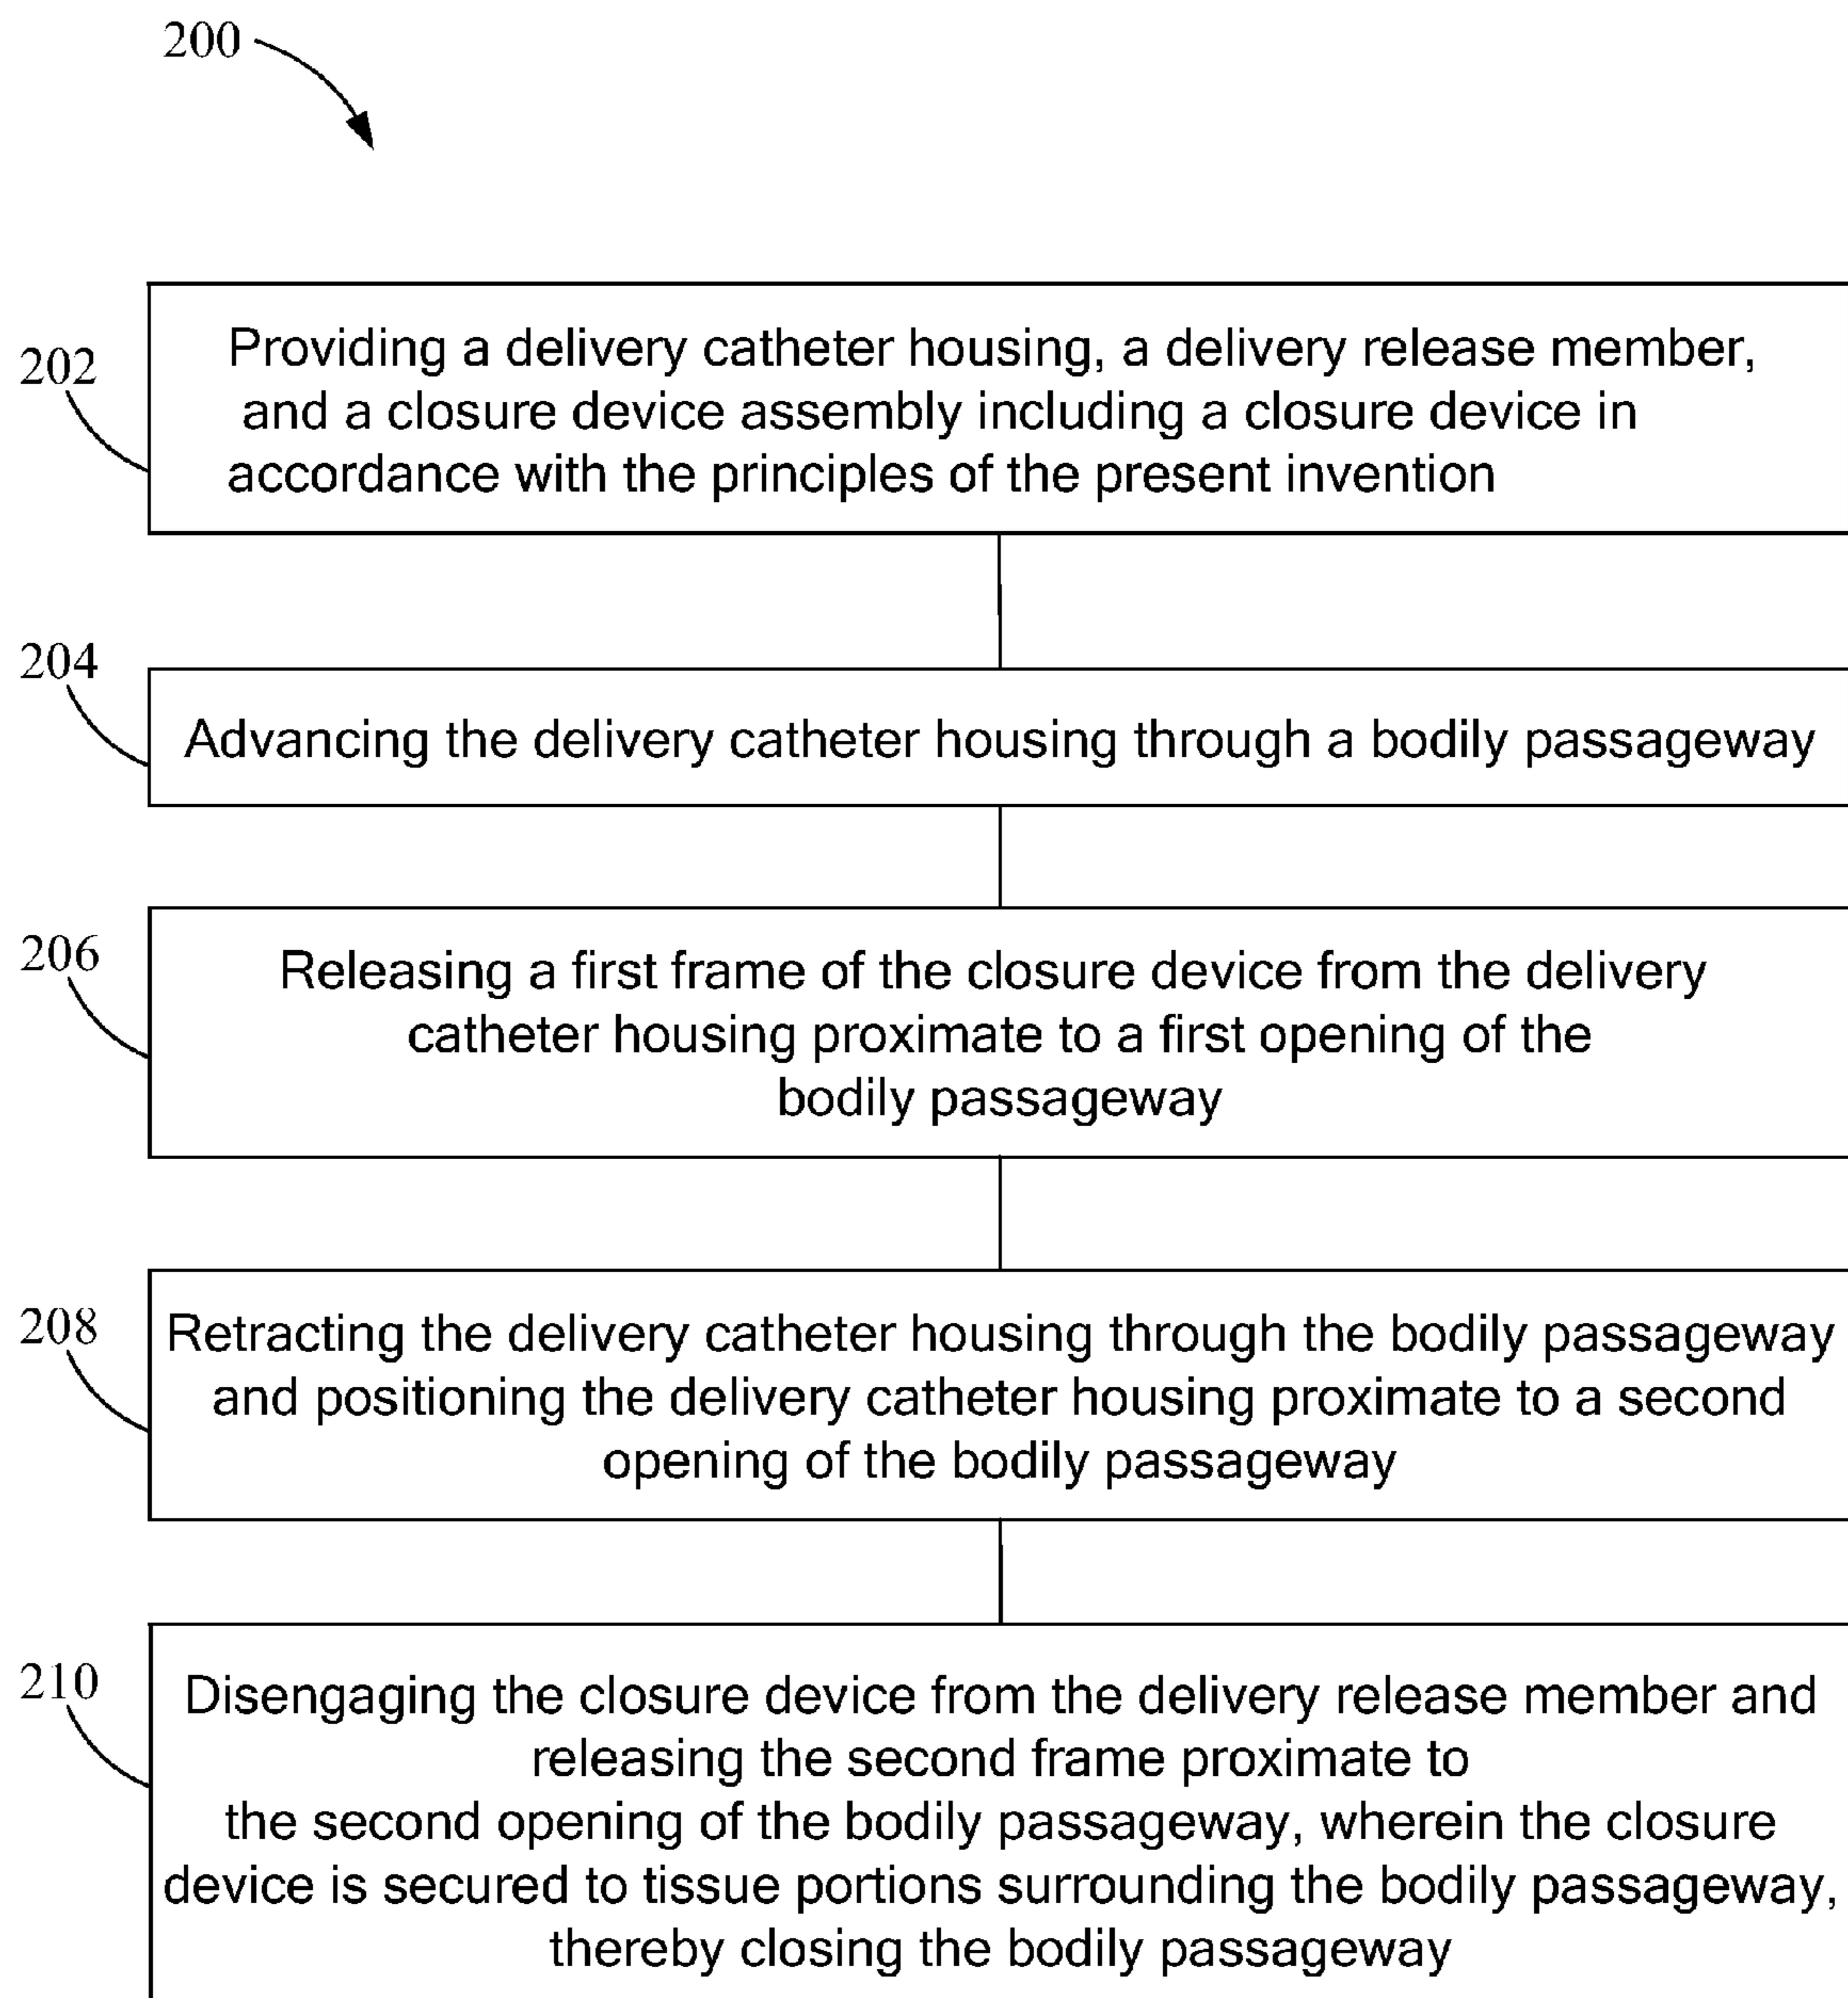 200
202
Providing a delivery catheter housing, a delivery release member,
and a closure device assembly including a closure device in
accordance with the principles of the present invention
204
Advancing the delivery catheter housing through a bodily passageway
206
Releasing a first frame of the closure device from the delivery
catheter housing proximate to a first opening of the
bodily passageway
208
Retracting the delivery catheter housing through the bodily passageway
and positioning the delivery catheter housing proximate to a second
opening of the bodily passageway
210
Disengaging the closure device from the delivery release member and
releasing the second frame proximate to
the second opening of the bodily passageway, wherein the closure
device is secured to tissue portions surrounding the bodily passageway,
thereby closing the bodily passageway